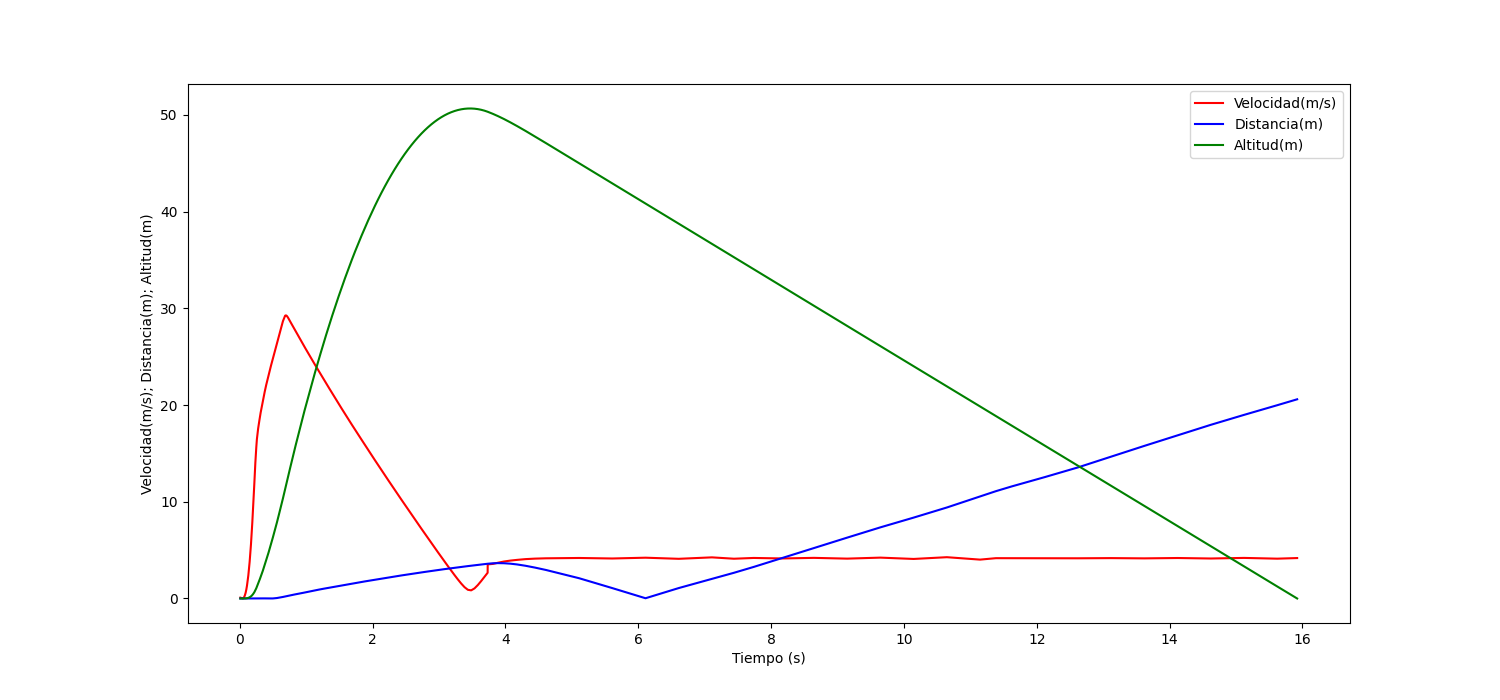 Velocidad(m/s)
Distancia(m)
Altitud(m)
Velocidad(m/s); Distancia(m); Altitud(m)
50
40
30
20
10
0
0 2 4 6 8 10 12 14 16
Tiempo (s)